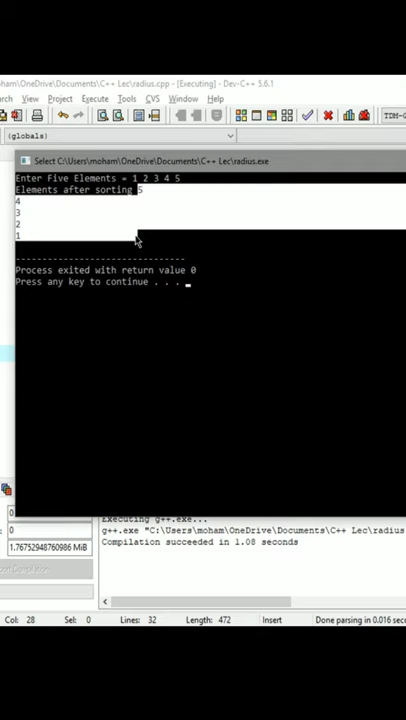 ham/OneDrive/Documents/C++ Lec\radius.cpp - [Executing] - Dev-C++ 5.6.1
View Project Execute Tools CVS Window Help
TDM-G
(globals)
Select C:\Users\moham\OneDrive\Documents\C++ Lec\radius.exe
Enter Five Elements = 1 2 3 4 5
Elements after sorting 5
4
3
2
1
--------------------------------
Process exited with return value 0
Press any key to continue . . .
Executing g++.exe...
0
g++.exe "C:\Users\moham\OneDrive\Documents\C++ Lec\radius
0
Compilation succeeded in 1.08 seconds
1.76752948760986 MiB
Col: 28 Sel: 0 Lines: 32 Length: 472 Insert Done parsing in 0.016 sec